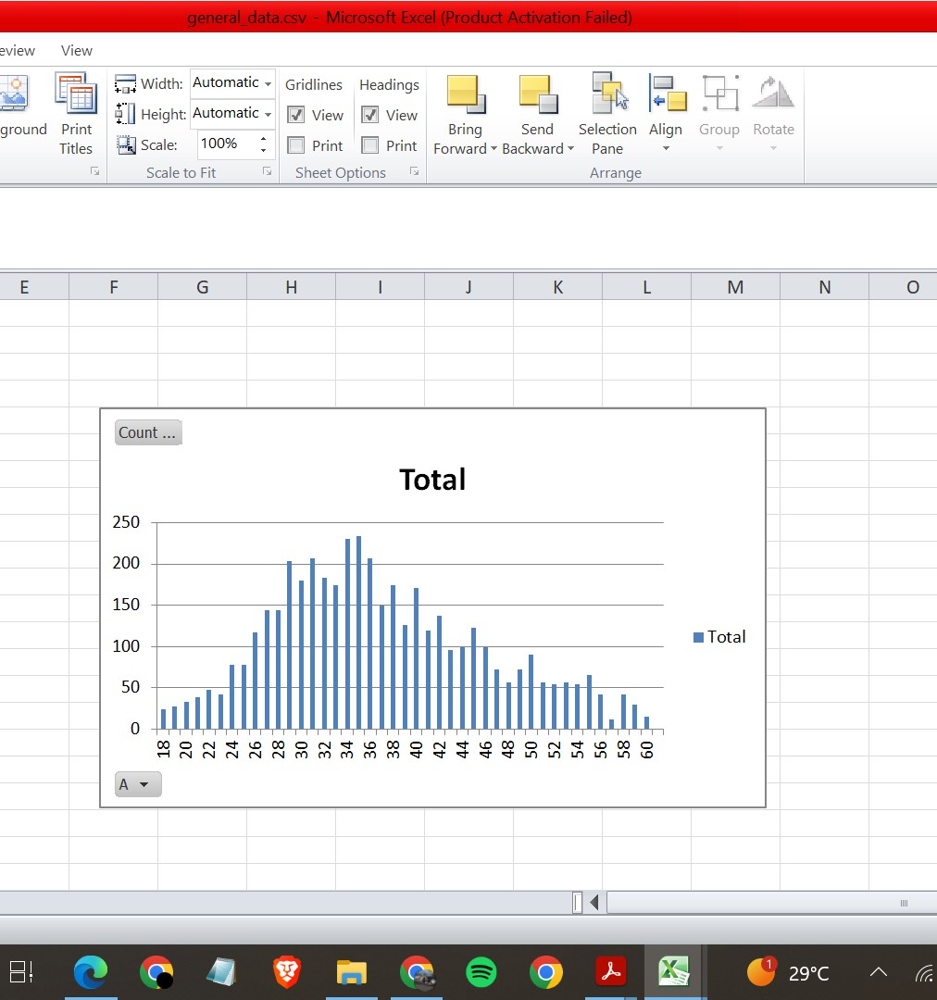 general_data.csv - Microsoft Excel (Product Activation Failed)
eview View
ground
Print Titles
Width: Automatic
Height: Automatic
Scale: 100%
Scale to Fit
Gridlines Headings
View View
Print Print
Sheet Options
Bring Forward
Send Backward
Selection Pane
Align
Group
Rotate
Arrange
E F G H I J K L M N O
Count ...
Total
250
200
150
100
50
0
18 20 22 24 26 28 30 32 34 36 38 40 42 44 46 48 50 52 54 56 58 60
Total
A
1
29°C